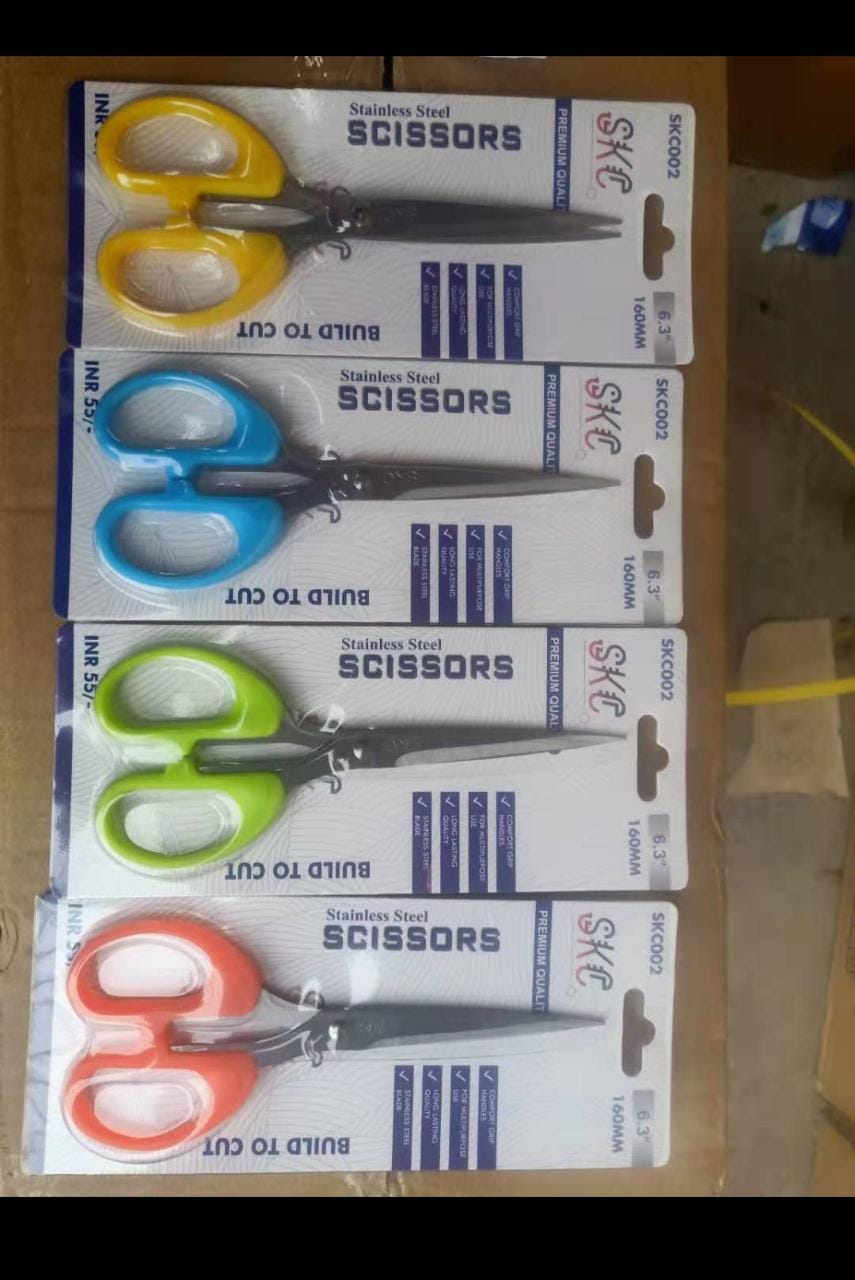 Stainless Steel
SCISSORS
PREMIUM
SKC
SKC002
6.3"
160MM
COMFORT GRIP
HANDLES
FOR MULTIPURPOSE
USE
LONG LASTING
QUALITY
STAINLESS STEEL
BLADE
BUILD TO CUT
INR
Stainless Steel
SCISSORS
PREMIUM
SKC
SKC002
6.3"
160MM
COMFORT GRIP
HANDLES
FOR MULTIPURPOSE
USE
LONG LASTING
QUALITY
STAINLESS STEEL
BLADE
BUILD TO CUT
INR 55/-
Stainless Steel
SCISSORS
PREMIUM
SKC
SKC002
6.3"
160MM
COMFORT GRIP
HANDLES
FOR MULTIPURPOSE
USE
LONG LASTING
QUALITY
STAINLESS STEEL
BLADE
BUILD TO CUT
INR 55/-
Stainless Steel
SCISSORS
PREMIUM
SKC
SKC002
6.3"
160MM
COMFORT GRIP
HANDLES
FOR MULTIPURPOSE
USE
LONG LASTING
QUALITY
STAINLESS STEEL
BLADE
BUILD TO CUT
INR